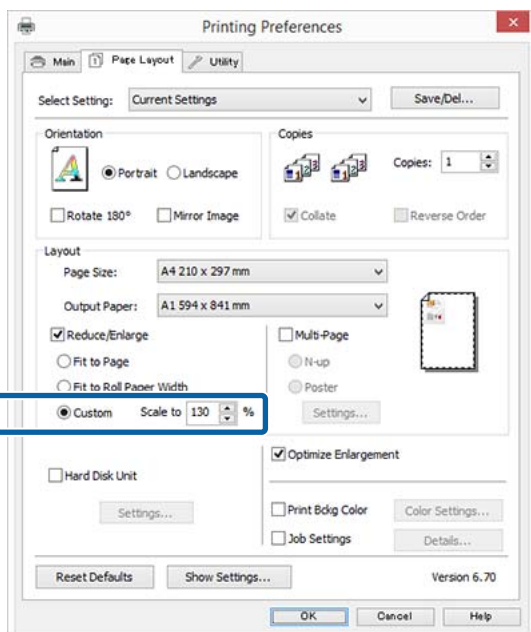 Printing Preferences
Main Page Layout Utility
Select Setting: Current Settings Save/Del...
Orientation
Portrait Landscape
Rotate 180° Mirror Image
Copies
Copies: 1
Collate Reverse Order
Layout
Page Size: A4 210 x 297 mm
Output Paper: A1 594 x 841 mm
Reduce/Enlarge
Fit to Page
Fit to Roll Paper Width
Custom Scale to 130 %
Multi-Page
N-up
Poster
Settings...
Optimize Enlargement
Hard Disk Unit
Settings...
Print Bckg Color Color Settings...
Job Settings Details...
Reset Defaults Show Settings... Version 6.70
OK Cancel Help